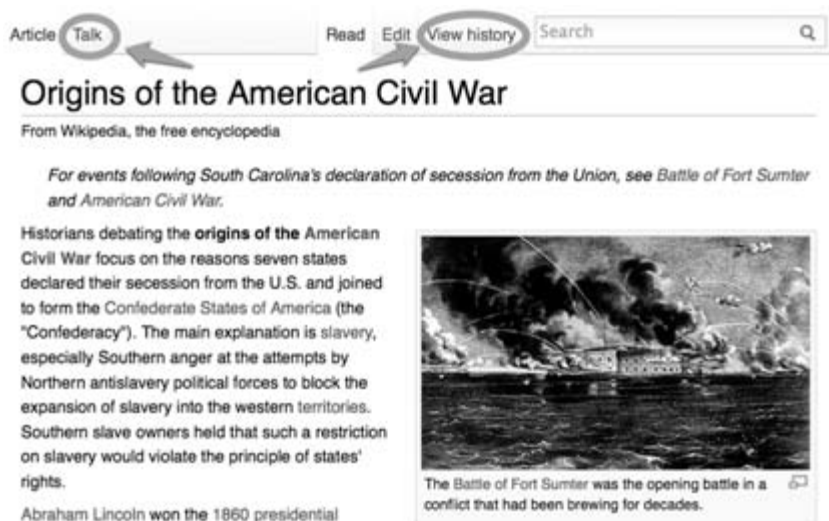 Article Talk Read Edit View history Search
Origins of the American Civil War
From Wikipedia, the free encyclopedia
For events following South Carolina's declaration of secession from the Union, see Battle of Fort Sumter
and American Civil War.
Historians debating the origins of the American
Civil War focus on the reasons seven states
declared their secession from the U.S. and joined
to form the Confederate States of America (the
"Confederacy"). The main explanation is slavery,
especially Southern anger at the attempts by
Northern antislavery political forces to block the
expansion of slavery into the western territories.
Southern slave owners held that such a restriction
on slavery would violate the principle of states'
rights.
Abraham Lincoln won the 1860 presidential
The Battle of Fort Sumter was the opening battle in a
conflict that had been brewing for decades.